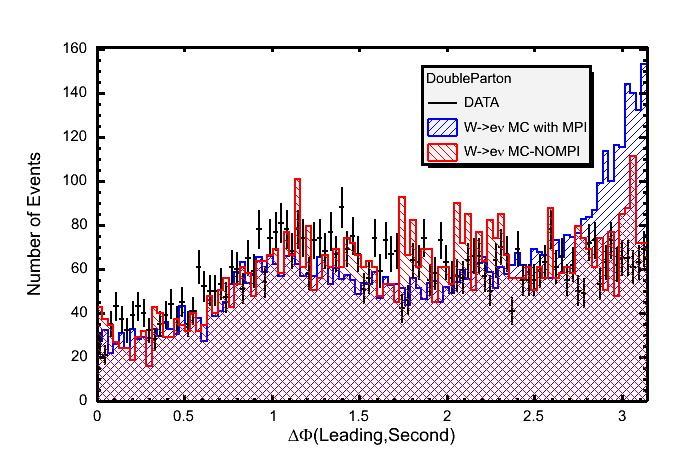 160
140
120
100
80
60
40
20
0
Number of Events
DoubleParton
DATA
W->eν MC with MPI
W->eν MC-NOMPI
0 0.5 1 1.5 2 2.5 3
ΔΦ(Leading,Second)